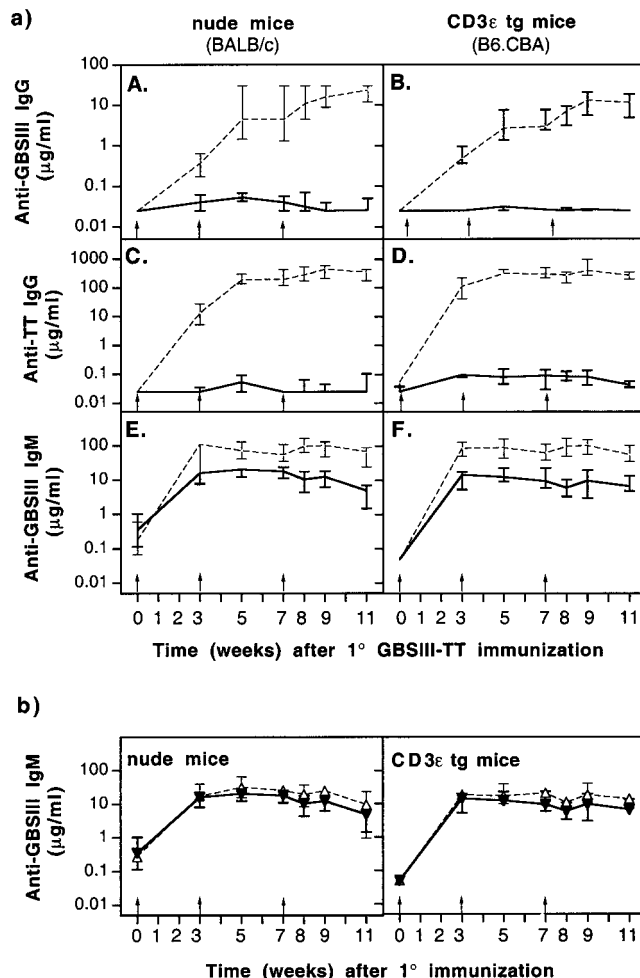 a)
nude mice
(BALB/c)
CD3ε tg mice
(B6.CBA)
Anti-GBSIII IgG
(µg/ml)
100
10
1
0.1
0.01
A.
B.
Anti-TT IgG
(µg/ml)
1000
100
10
1
0.1
0.01
C.
D.
Anti-GBSIII IgM
(µg/ml)
100
10
1
0.1
0.01
E.
F.
0 1 2 3 5 7 8 9 11
0 1 2 3 5 7 8 9 11
Time (weeks) after 1° GBSIII-TT immunization
b)
nude mice
CD3ε tg mice
Anti-GBSIII IgM
(µg/ml)
100
10
1
0.1
0.01
0 1 2 3 5 7 8 9 11
0 1 2 3 5 7 8 9 11
Time (weeks) after 1° immunization